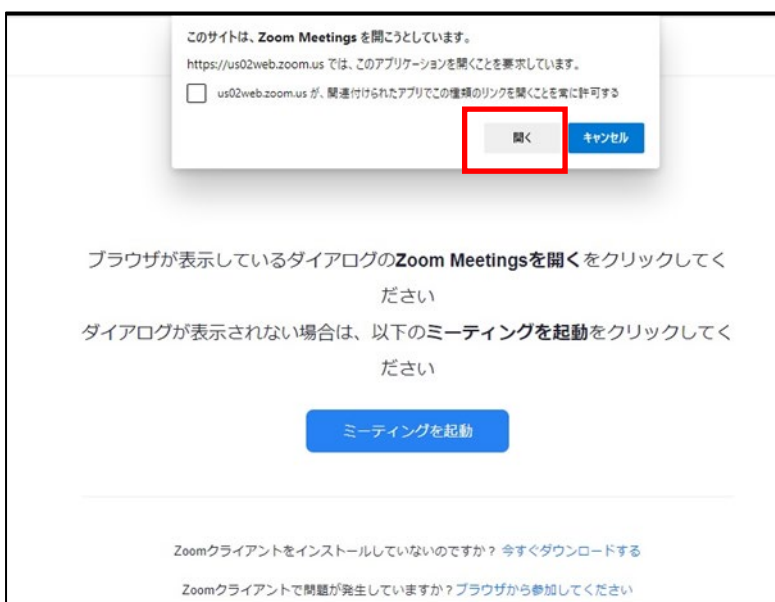 このサイトは、Zoom Meetings を開こうとしています。
https://us02web.zoom.us では、このアプリケーションを開くことを要求しています。
us02web.zoom.us が、関連付けられたアプリでこの種類のリンクを開くことを常に許可する
開く
キャンセル
ブラウザが表示しているダイアログのZoom Meetingsを開くをクリックしてく
ださい
ダイアログが表示されない場合は、以下のミーティングを起動をクリックしてく
ださい
ミーティングを起動
Zoomクライアントをインストールしていないのですか？ 今すぐダウンロードする
Zoomクライアントで問題が発生していますか？ブラウザから参加してください